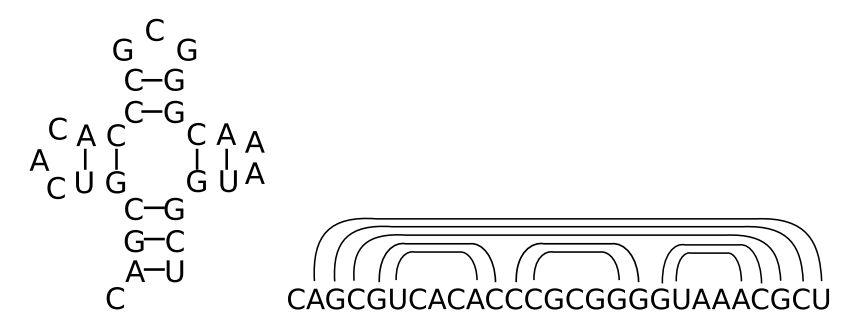 C
G G
C–G
C–G
C A C C A A
A
C U G G U A
C–G
G–C
A–U
C
CAGCGUCACACCCGCGGGGUAAACGCU